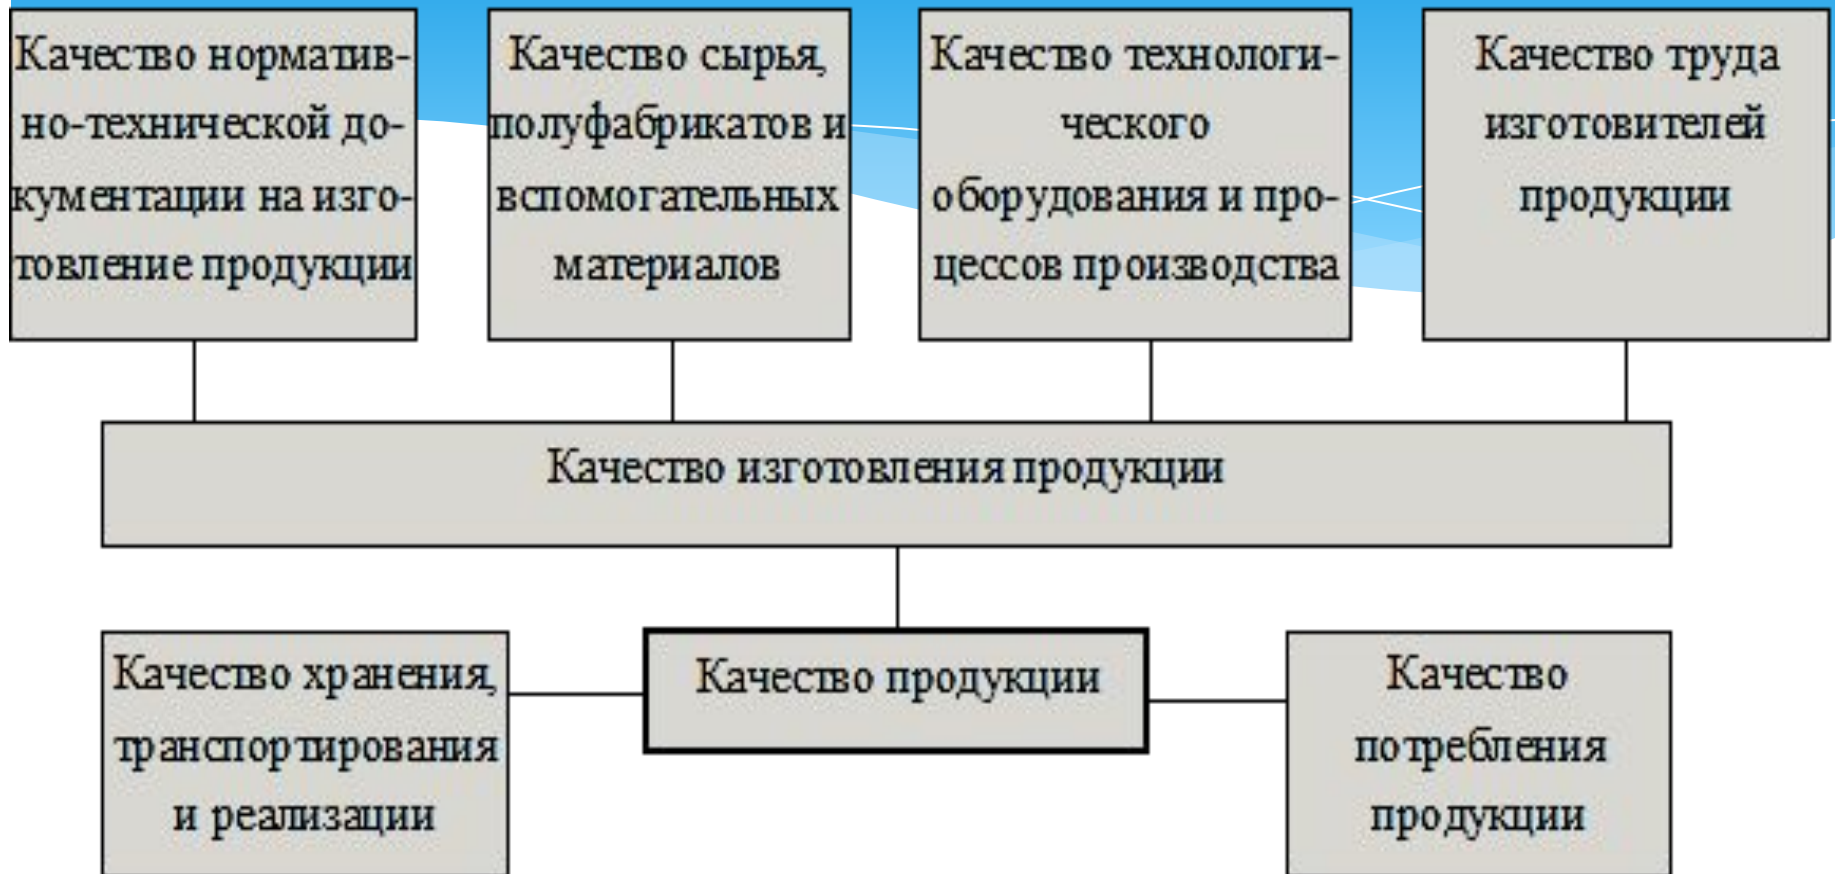 Качество норматив-
но-технической до-
кументации на изго-
товление продукции
Качество сырья,
полуфабрикатов и
вспомогательных
материалов
Качество технологи-
ческого
оборудования и про-
цессов производства
Качество труда
изготовителей
продукции
Качество изготовления продукции
Качество хранения,
транспортирования
и реализации
Качество продукции
Качество
потребления
продукции